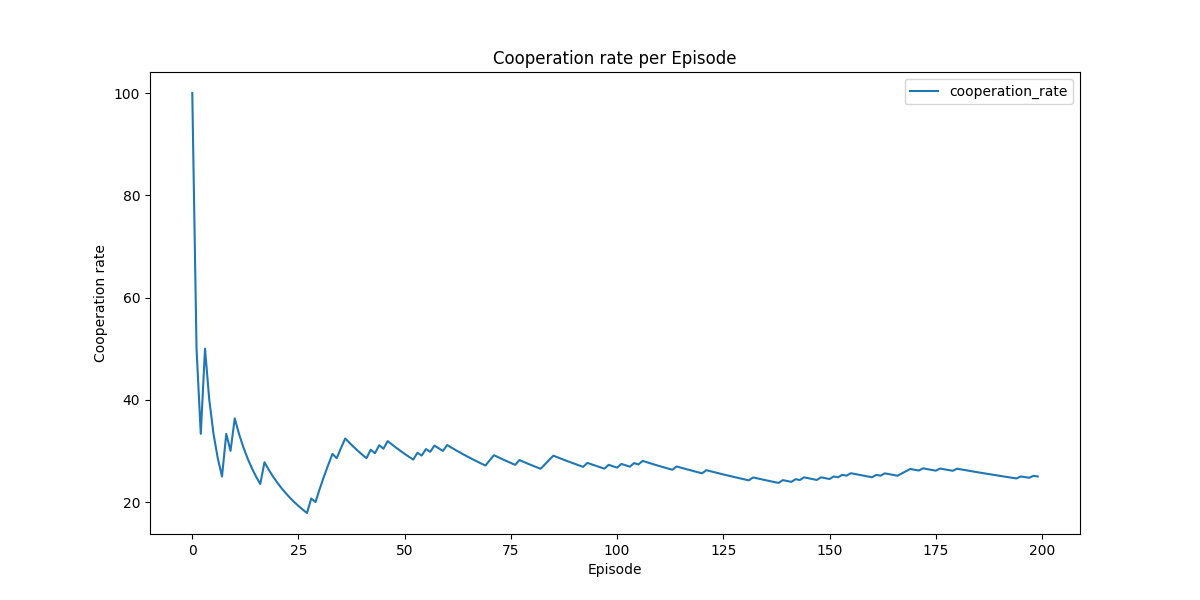 Cooperation rate per Episode
cooperation_rate
Cooperation rate
100
80
60
40
20
0 25 50 75 100 125 150 175 200
Episode